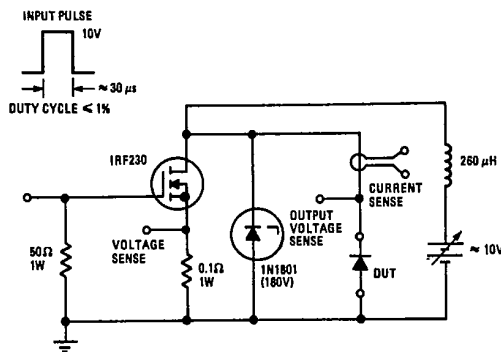 INPUT PULSE
10V
≈ 30 µs
DUTY CYCLE ≤ 1%
IRF230
260 µH
CURRENT
SENSE
OUTPUT
VOLTAGE
SENSE
VOLTAGE
SENSE
≈ 10V
50Ω
1W
0.1Ω
1W
1N1801
(180V)
DUT